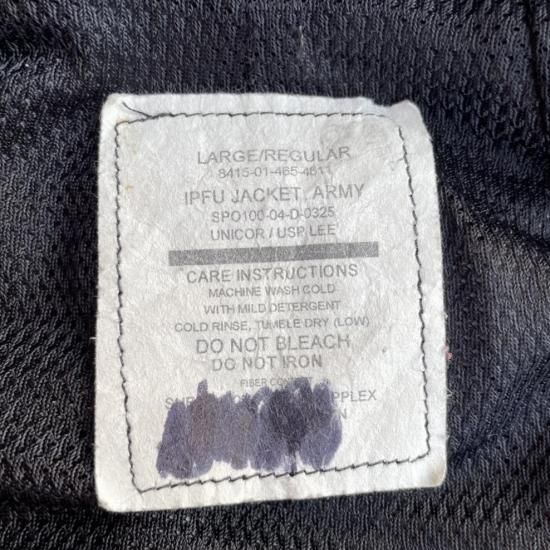 LARGE/REGULAR
8415-01-465-4611
IPFU JACKET, ARMY
SPO100-04-D-0325
UNICOR / USP LEE
CARE INSTRUCTIONS
MACHINE WASH COLD
WITH MILD DETERGENT
COLD RINSE, TUMBLE DRY (LOW)
DO NOT BLEACH
DO NOT IRON
FIBER